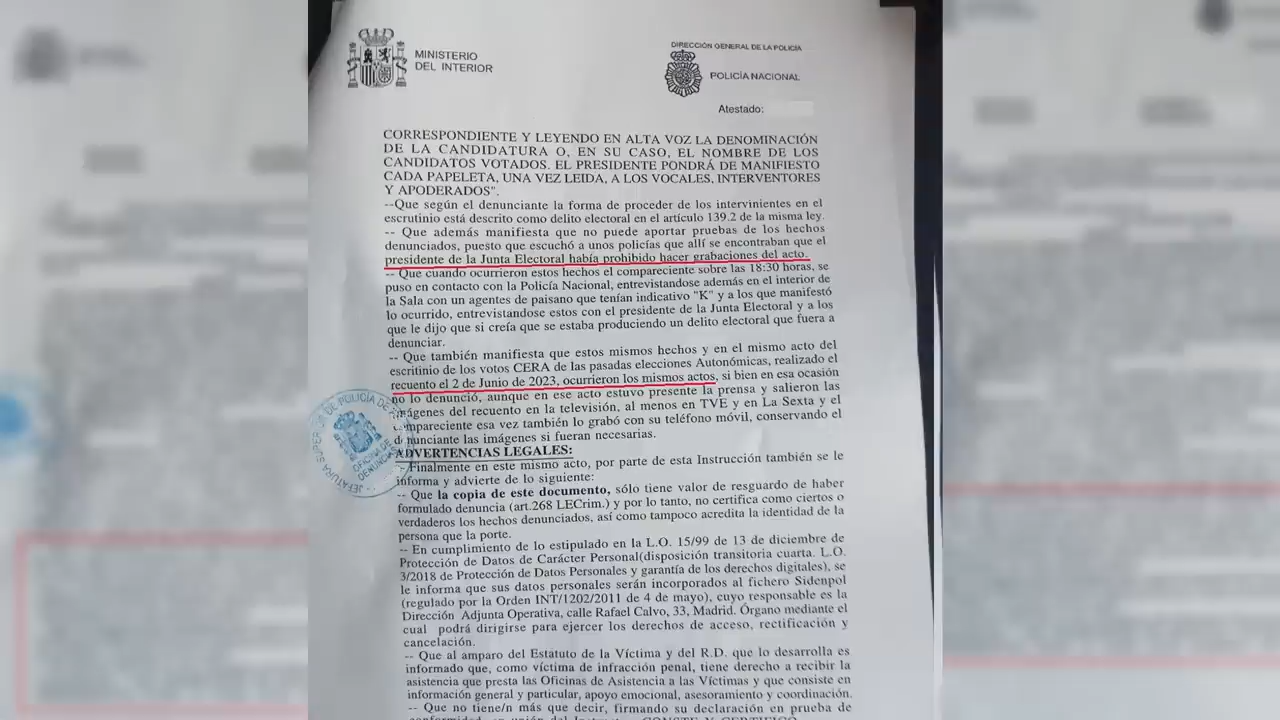 MINISTERIO
DEL INTERIOR
DIRECCIÓN GENERAL DE LA POLICÍA
POLICÍA NACIONAL
Atestado:
CORRESPONDIENTE Y LEYENDO EN ALTA VOZ LA DENOMINACIÓN
DE LA CANDIDATURA O, EN SU CASO, EL NOMBRE DE LOS
CANDIDATOS VOTADOS. EL PRESIDENTE PONDRÁ DE MANIFIESTO
CADA PAPELETA, UNA VEZ LEIDA, A LOS VOCALES, INTERVENTORES
Y APODERADOS".
--Que según el denunciante la forma de proceder de los intervinientes en el
escrutinio está descrito como delito electoral en el artículo 139.2 de la misma ley.
-- Que además manifiesta que no puede aportar pruebas de los hechos
denunciados, puesto que escuchó a unos policías que allí se encontraban que el
presidente de la Junta Electoral había prohibido hacer grabaciones del acto.
-- Que cuando ocurrieron estos hechos el compareciente sobre las 18:30 horas, se
puso en contacto con la Policía Nacional, entrevistandose además en el interior de
la Sala con un agentes de paisano que tenían indicativo "K" y a los que manifestó
lo ocurrido, entrevistandose estos con el presidente de la Junta Electoral y a los
que le dijo que si creía que se estaba produciendo un delito electoral que fuera a
denunciar.
-- Que también manifiesta que estos mismos hechos y en el mismo acto del
escritinio de los votos CERA de las pasadas elecciones Autonómicas, realizado el
recuento el 2 de Junio de 2023, ocurrieron los mismos actos, si bien en esa ocasión
no lo denunció, aunque en ese acto estuvo presente la prensa y salieron las
imágenes del recuento en la televisión, al menos en TVE y en La Sexta y el
compareciente esa vez también lo grabó con su teléfono móvil, conservando el
denunciante las imágenes si fueran necesarias.
ADVERTENCIAS LEGALES:
Finalmente en este mismo acto, por parte de esta Instrucción también se le
informa y advierte de lo siguiente:
-- Que la copia de este documento, sólo tiene valor de resguardo de haber
formulado denuncia (art.268 LECrim.) y por lo tanto, no certifica como ciertos o
verdaderos los hechos denunciados, así como tampoco acredita la identidad de la
persona que la porte.
-- En cumplimiento de lo estipulado en la L.O. 15/99 de 13 de diciembre de
Protección de Datos de Carácter Personal(disposición transitoria cuarta. L.O.
3/2018 de Protección de Datos Personales y garantía de los derechos digitales), se
le informa que sus datos personales serán incorporados al fichero Sidenpol
(regulado por la Orden INT/1202/2011 de 4 de mayo), cuyo responsable es la
Dirección Adjunta Operativa, calle Rafael Calvo, 33, Madrid. Órgano mediante el
cual podrá dirigirse para ejercer los derechos de acceso, rectificación y
cancelación.
-- Que al amparo del Estatuto de la Víctima y del R.D. que lo desarrolla es
informado que, como víctima de infracción penal, tiene derecho a recibir la
asistencia que presta las Oficinas de Asistencia a las Víctimas y que consiste en
información general y particular, apoyo emocional, asesoramiento y coordinación.
-- Que no tiene/n más que decir, firmando su declaración en prueba de
JEFATURA SUPERIOR DE POLICÍA DE
OFICINA DE
DENUNCIAS